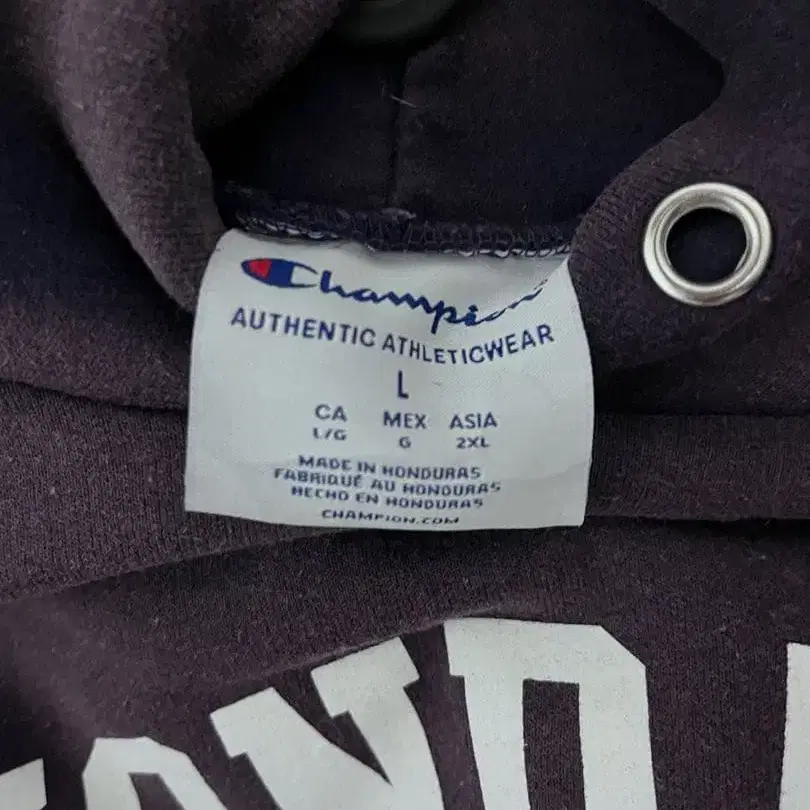 Champion
AUTHENTIC ATHLETICWEAR
L
CA MEX ASIA
L/G G 2XL
MADE IN HONDURAS
FABRIQUÉ AU HONDURAS
HECHO EN HONDURAS
CHAMPION.COM